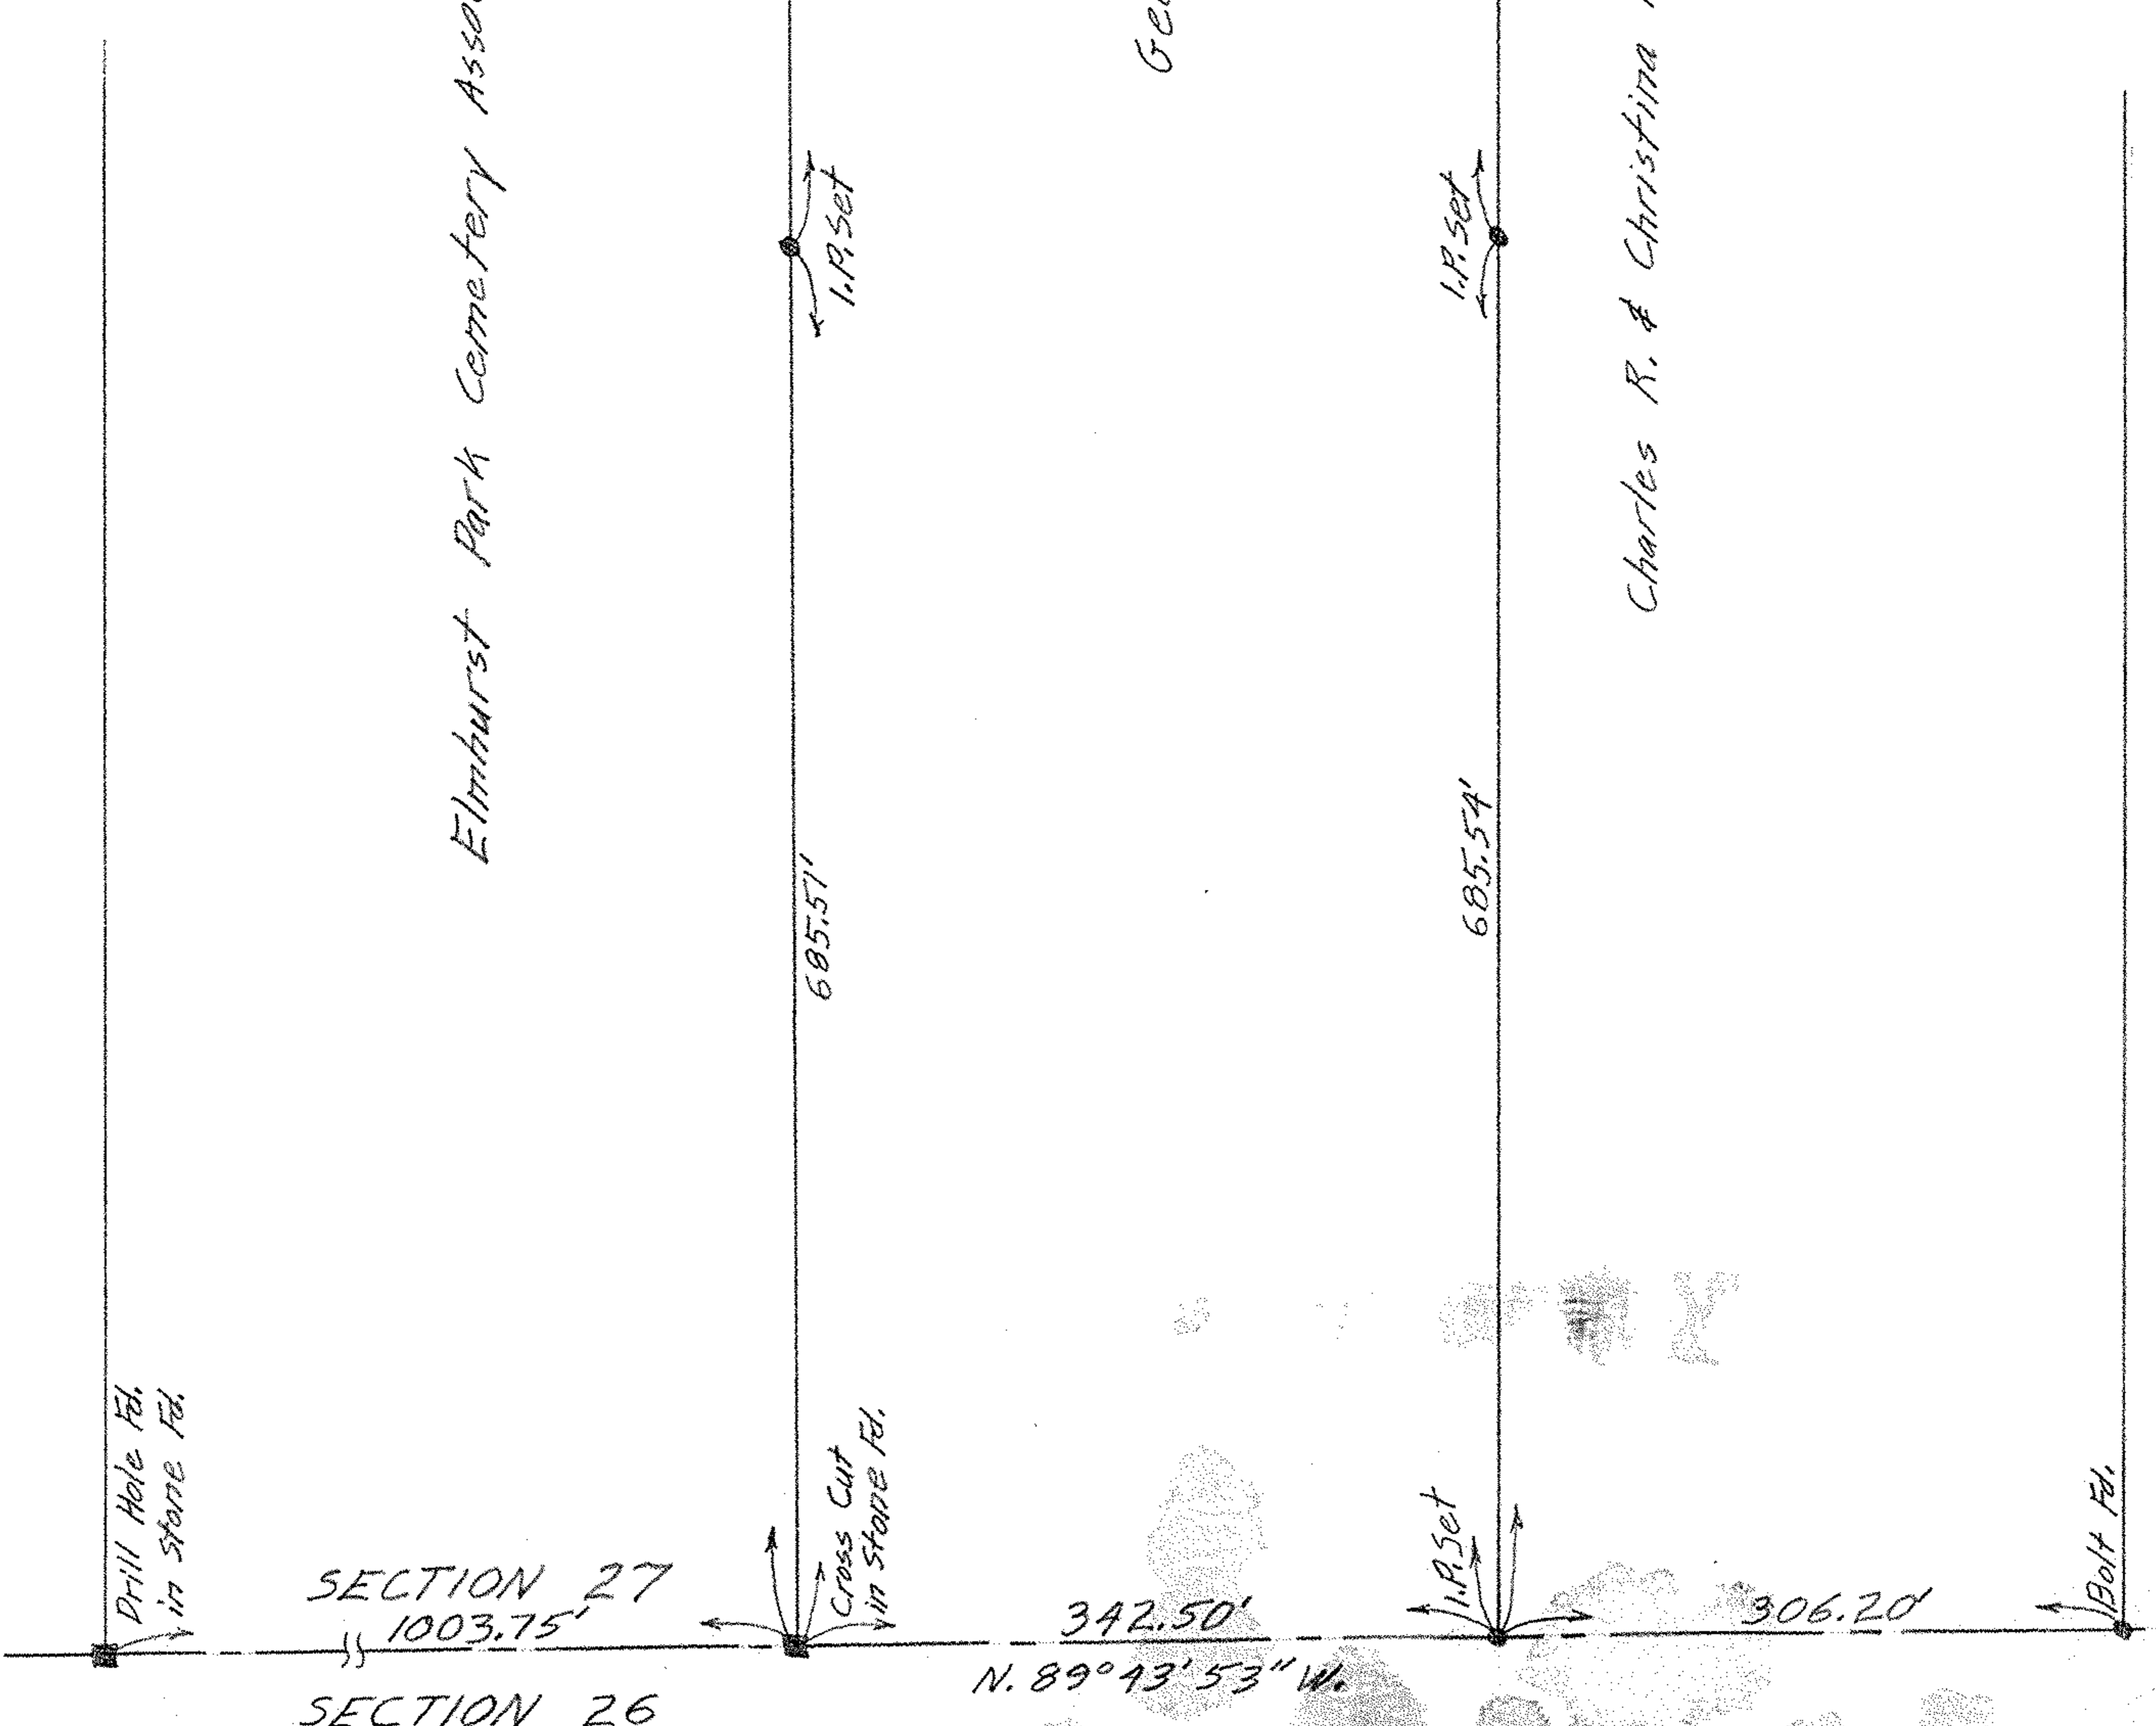 Elmhurst Park Cemetery Asso
Ge
Charles R. & Christina
I.P. Set
I.P. Set
685.51'
685.54'
Drill Hole Fd.
in Stone Fd.
Cross Cut
in Stone Fd.
I.P. Set
Bolt Fd.
SECTION 27
1003.75'
342.50'
306.20'
N. 89° 43' 53" W.
SECTION 26